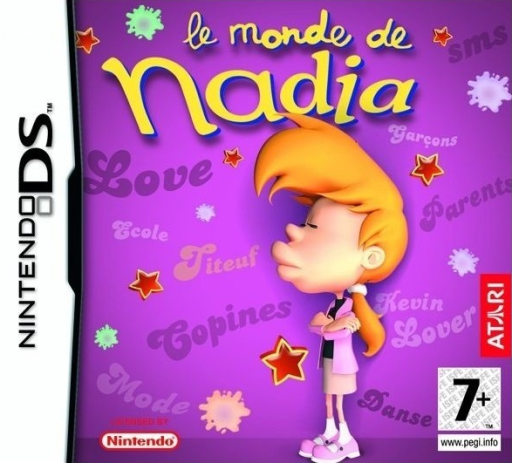 le monde de
Nadia
sms
Garçons
Love
Parents
Ecole
Titeuf
Kevin
Copines
Lover
Mode
Danse
NINTENDO DS™
ATARI
LICENSED BY
Nintendo
7+
www.pegi.info